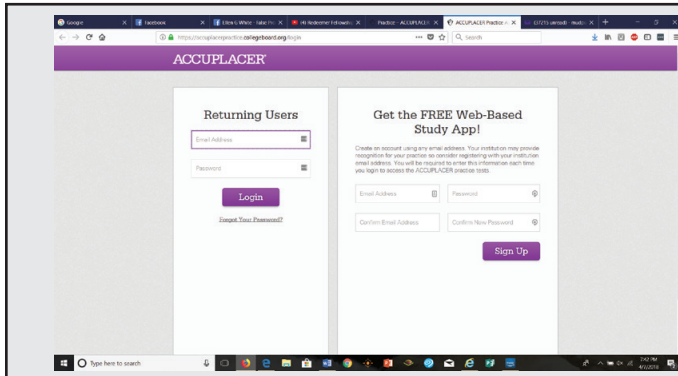 Google
facebook
Ellen G White - False Pro
Practice - ACCUPLACER
ACCUPLACER Practice
https://accuplacerpractice.collegeboard.org/login
Search
ACCUPLACER
Returning Users
Email Address
Password
Login
Forgot Your Password?
Get the FREE Web-Based
Study App!
Create an account using any email address. Your institution may provide
recognition for your practice so consider registering with your institution
email address. You will be required to enter this information each time
you login to access the ACCUPLACER practice tests.
Email Address
Password
Confirm Email Address
Confirm New Password
Sign Up
Type here to search
7:42 PM